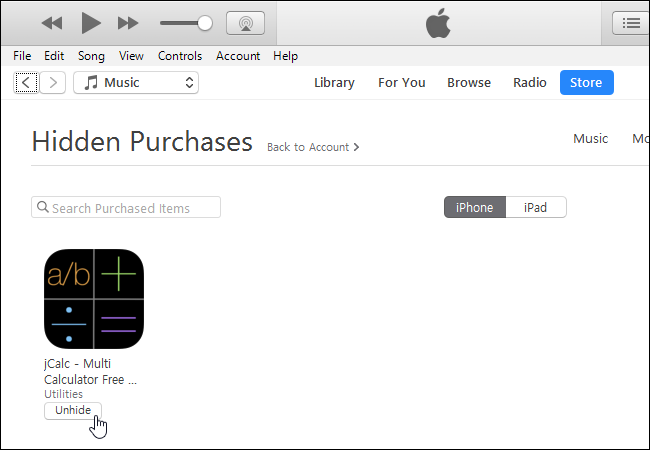 File Edit Song View Controls Account Help
Music Library For You Browse Radio Store
Hidden Purchases Back to Account Music Mo
Search Purchased Items iPhone iPad
a/b
jCalc - Multi
Calculator Free ...
Utilities
Unhide